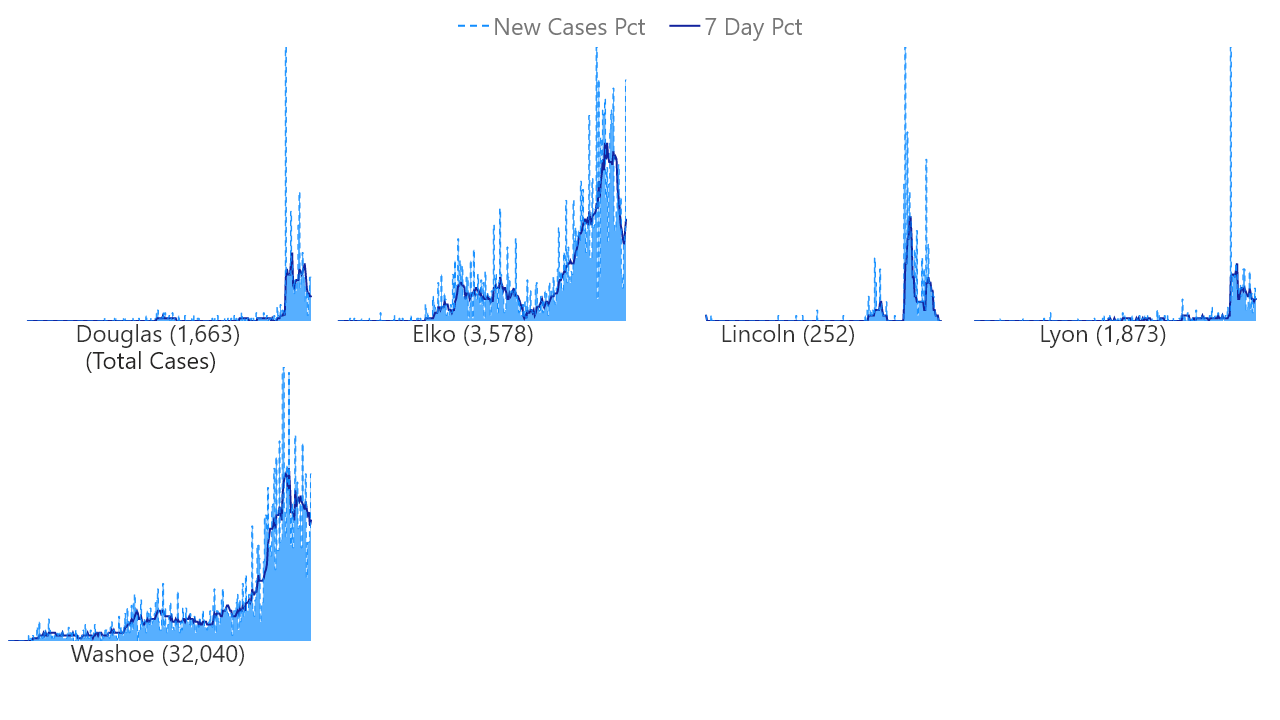 New Cases Pct 7 Day Pct
Douglas (1,663) Elko (3,578) Lincoln (252) Lyon (1,873)
(Total Cases)
Washoe (32,040)